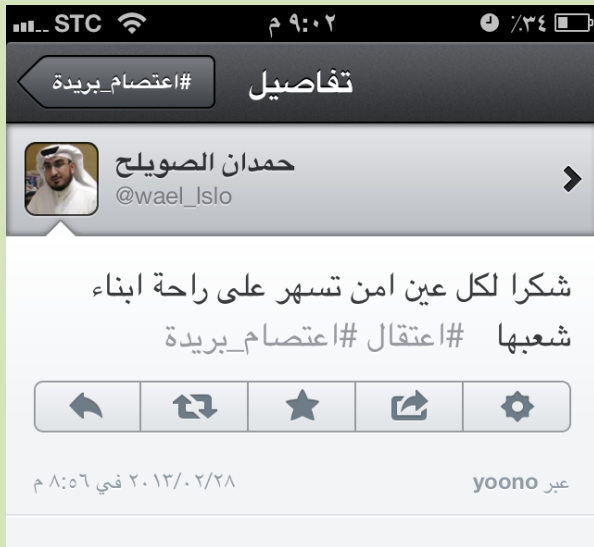 STC ٩:٠٢ م ٪٣٤
#اعتصام_بريدة تفاصيل
حمدان الصويلح
@wael_lslo
شكرا لكل عين امن تسهر على راحة ابناء
شعبها #اعتقال #اعتصام_بريدة
عبر yoono ٢٠١٣/٠٢/٢٨ في ٨:٥٦ م